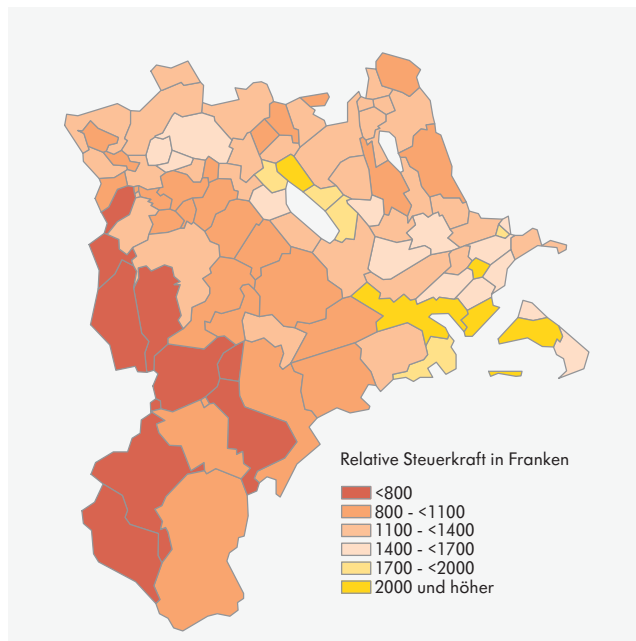 Relative Steuerkraft in Franken
<800
800 - <1100
1100 - <1400
1400 - <1700
1700 - <2000
2000 und höher